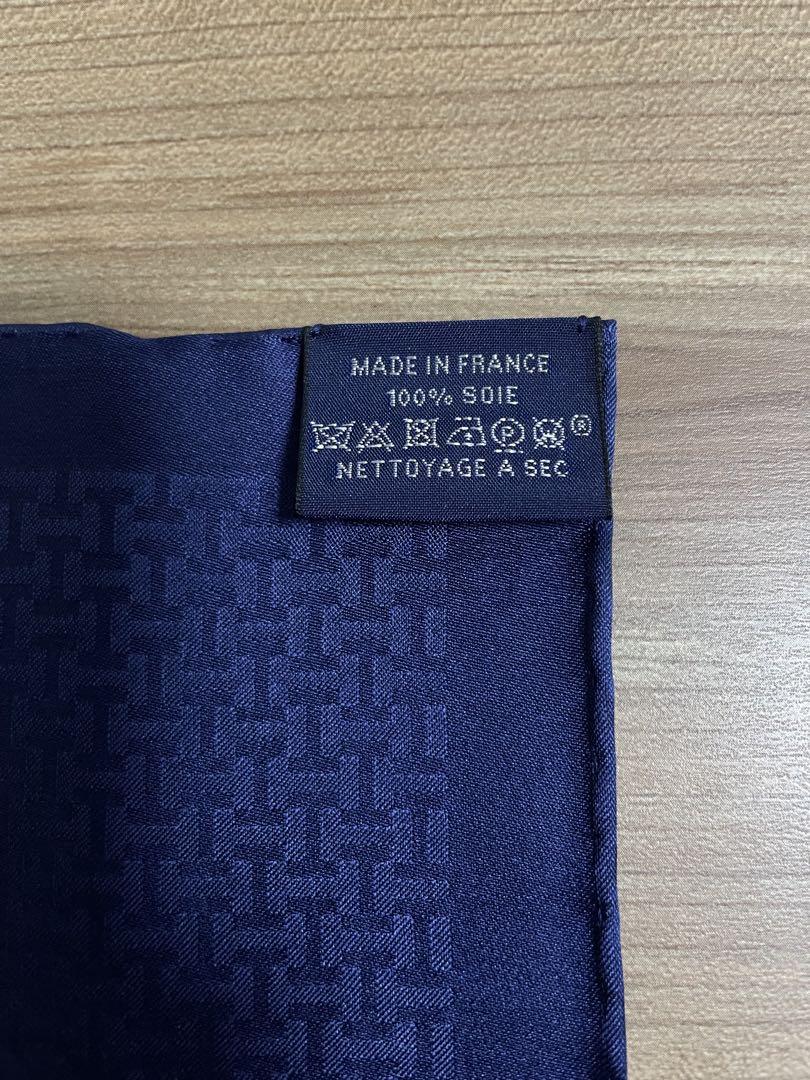 MADE IN FRANCE
100% SOIE
P W ®
NETTOYAGE A SEC